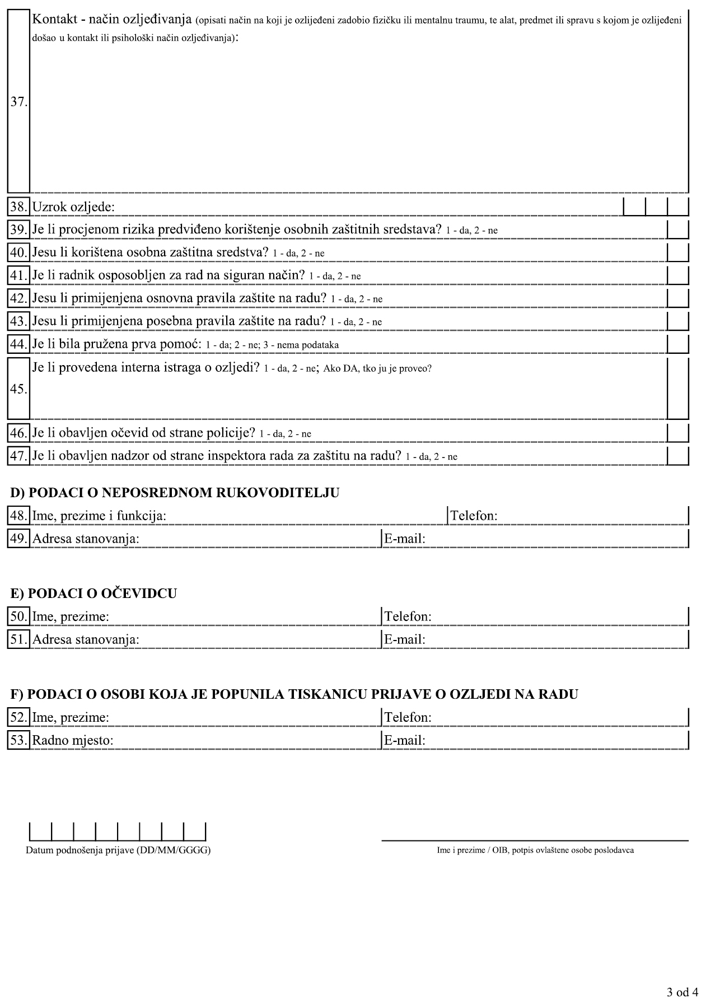 Kontakt - način ozljeđivanja (opisati način na koji je ozlijeđeni zadobio fizičku ili mentalnu traumu, te alat, predmet ili spravu s kojom je ozlijeđeni
došao u kontakt ili psihološki način ozljeđivanja):
37.
38. Uzrok ozljede:
39. Je li procjenom rizika predviđeno korištenje osobnih zaštitnih sredstava? 1 - da, 2 - ne
40. Jesu li korištena osobna zaštitna sredstva? 1 - da, 2 - ne
41. Je li radnik osposobljen za rad na siguran način? 1 - da, 2 - ne
42. Jesu li primijenjena osnovna pravila zaštite na radu? 1 - da, 2 - ne
43. Jesu li primijenjena posebna pravila zaštite na radu? 1 - da, 2 - ne
44. Je li bila pružena prva pomoć: 1 - da; 2 - ne; 3 - nema podataka
Je li provedena interna istraga o ozljedi? 1 - da, 2 - ne; Ako DA, tko ju je proveo?
45.
46. Je li obavljen očevid od strane policije? 1 - da, 2 - ne
47. Je li obavljen nadzor od strane inspektora rada za zaštitu na radu? 1 - da, 2 - ne
D) PODACI O NEPOSREDNOM RUKOVODITELJU
48. Ime, prezime i funkcija: Telefon:
49. Adresa stanovanja: E-mail:
E) PODACI O OČEVIDCU
50. Ime, prezime: Telefon:
51. Adresa stanovanja: E-mail:
F) PODACI O OSOBI KOJA JE POPUNILA TISKANICU PRIJAVE O OZLJEDI NA RADU
52. Ime, prezime: Telefon:
53. Radno mjesto: E-mail:
Datum podnošenja prijave (DD/MM/GGGG) Ime i prezime / OIB, potpis ovlaštene osobe poslodavca
3 od 4